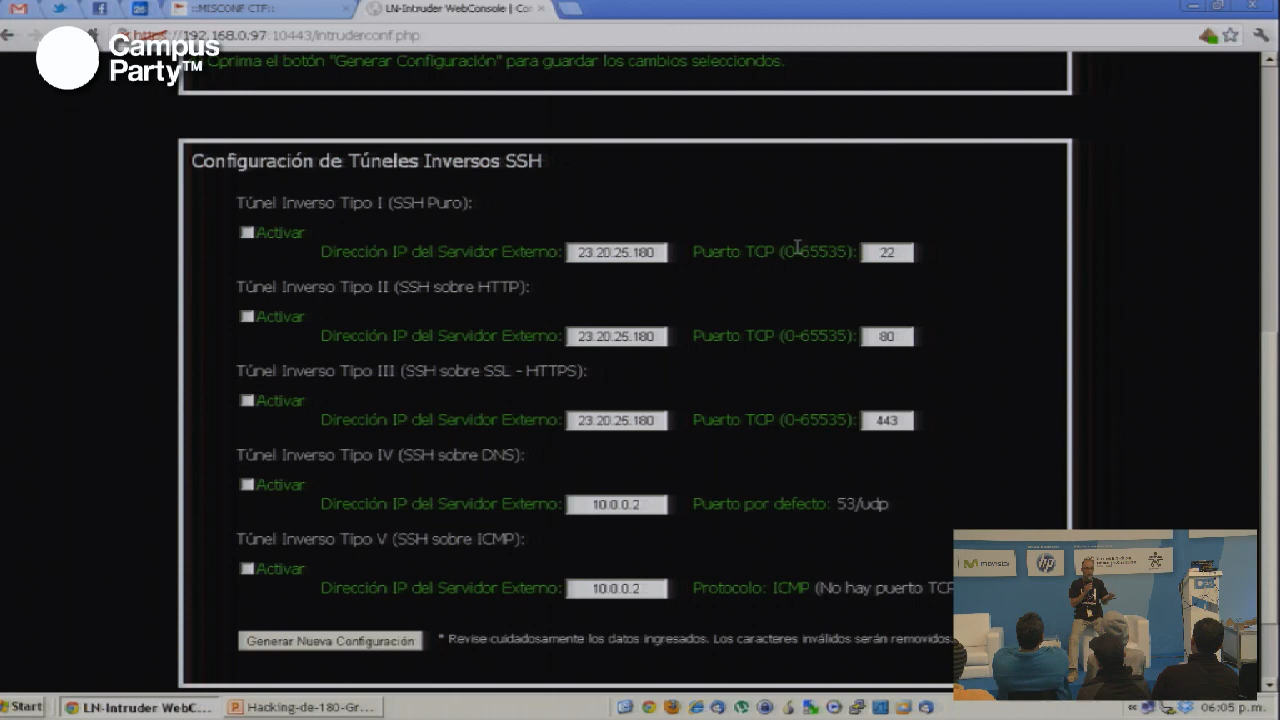 ::MISCONF CTF::
LN-Intruder WebConsole | Con
https://192.168.0.97:10443/intruderconf.php
Campus
Party™
Oprima el botón "Generar Configuración" para guardar los cambios seleccionados.
Configuración de Túneles Inversos SSH
Túnel Inverso Tipo I (SSH Puro):
Activar
Dirección IP del Servidor Externo: 23.20.25.180 Puerto TCP (0-65535): 22
Túnel Inverso Tipo II (SSH sobre HTTP):
Activar
Dirección IP del Servidor Externo: 23.20.25.180 Puerto TCP (0-65535): 80
Túnel Inverso Tipo III (SSH sobre SSL - HTTPS):
Activar
Dirección IP del Servidor Externo: 23.20.25.180 Puerto TCP (0-65535): 443
Túnel Inverso Tipo IV (SSH sobre DNS):
Activar
Dirección IP del Servidor Externo: 10.0.0.2 Puerto por defecto: 53/udp
Túnel Inverso Tipo V (SSH sobre ICMP):
Activar
Dirección IP del Servidor Externo: 10.0.0.2 Protocolo: ICMP (No hay puerto TCP
Generar Nueva Configuración * Revise cuidadosamente los datos ingresados. Los caracteres inválidos serán removidos.
movistar
hp
Start LN-Intruder WebC... Hacking-de-180-Gr... 06:05 p.m.